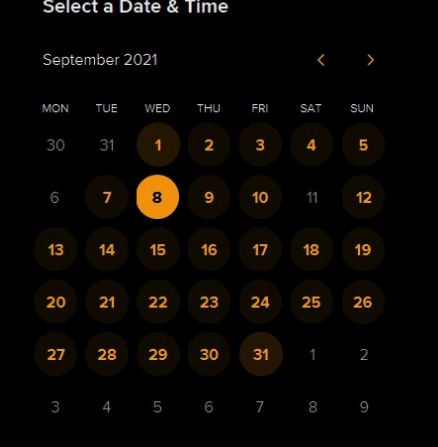 Select a Date & Time
September 2021
MON TUE WED THU FRI SAT SUN
30 31 1 2 3 4 5
6 7 8 9 10 11 12
13 14 15 16 17 18 19
20 21 22 23 24 25 26
27 28 29 30 31 1 2
3 4 5 6 7 8 9